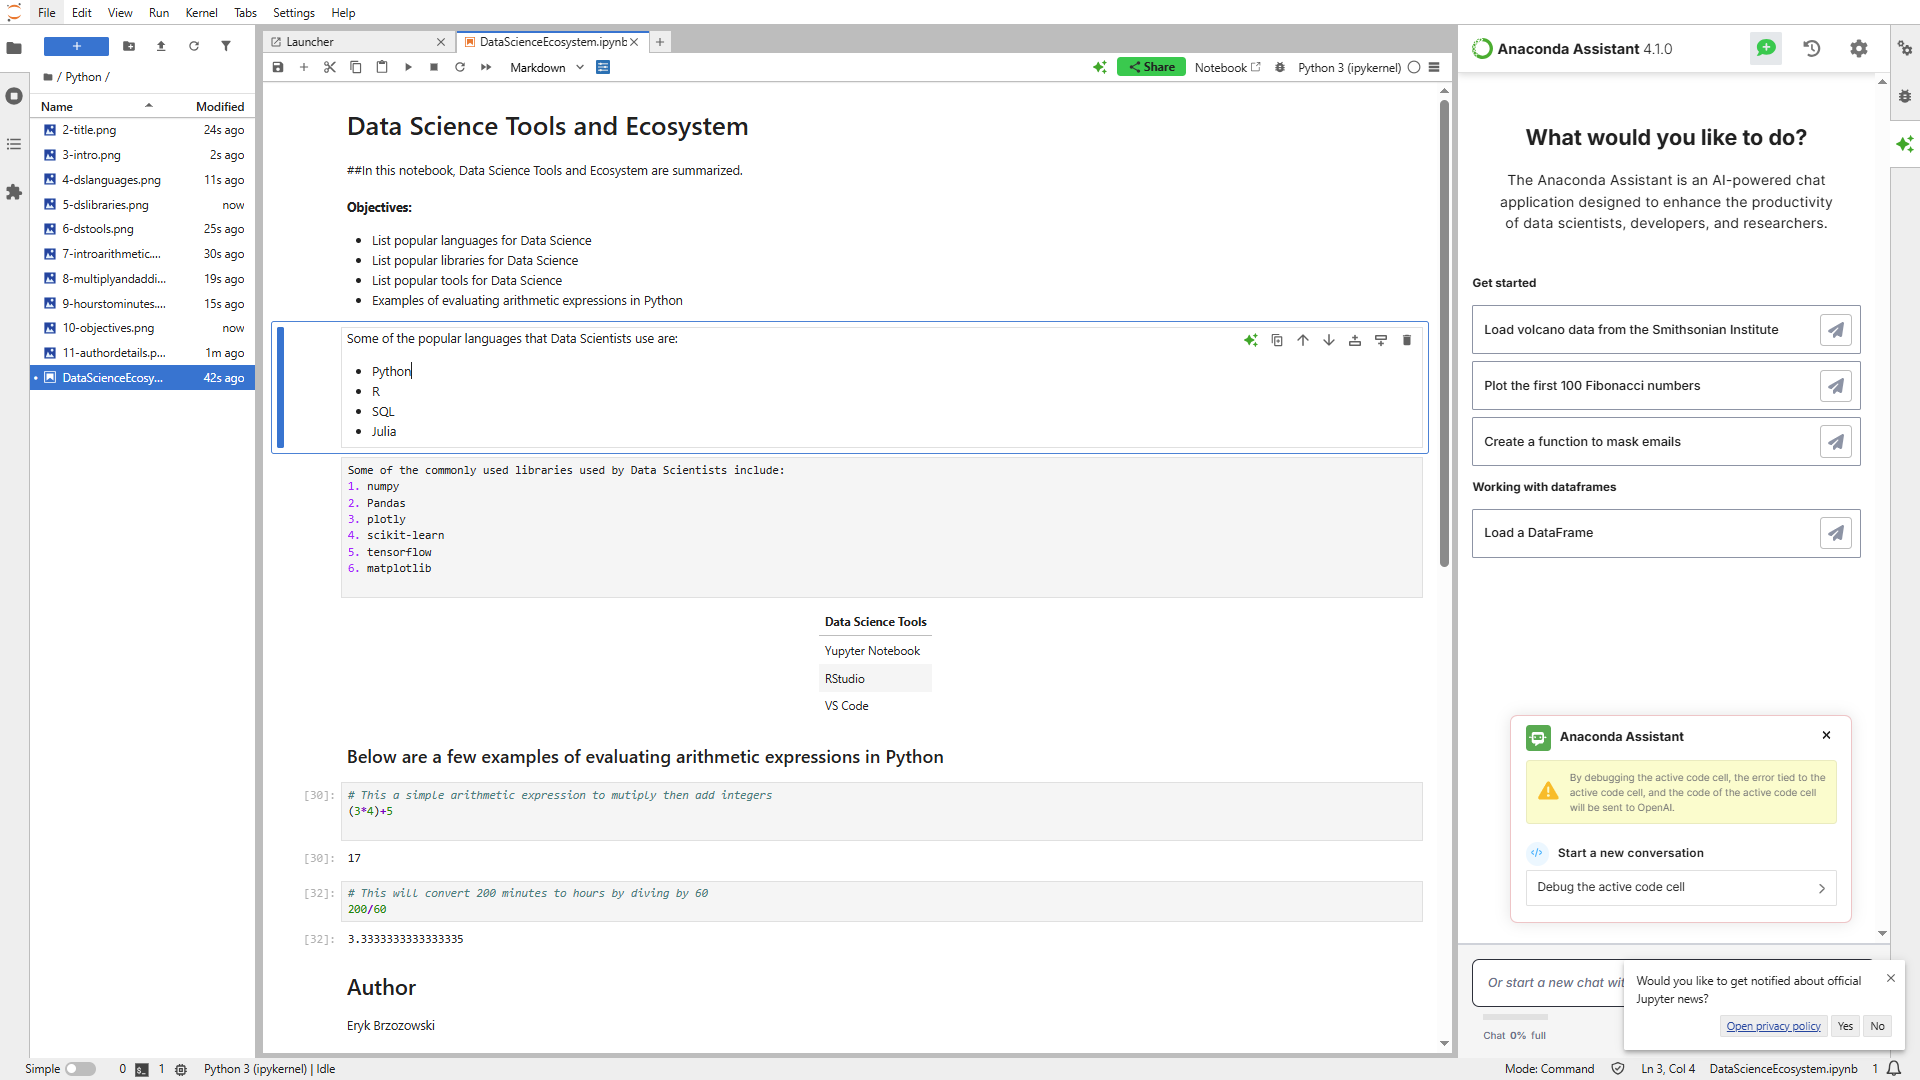 File Edit View Run Kernel Tabs Settings Help
+
/ Python /
Name Modified
2-title.png 24s ago
3-intro.png 2s ago
4-dslanguages.png 11s ago
5-dslibraries.png now
6-dstools.png 25s ago
7-introarithmetic.... 30s ago
8-multiplyandaddi... 19s ago
9-hourstominutes.... 15s ago
10-objectives.png now
11-authordetails.p... 1m ago
DataScienceEcosy... 42s ago
Launcher
DataScienceEcosystem.ipynb
Markdown
Share
Notebook
Python 3 (ipykernel)
Data Science Tools and Ecosystem
##In this notebook, Data Science Tools and Ecosystem are summarized.
Objectives:
• List popular languages for Data Science
• List popular libraries for Data Science
• List popular tools for Data Science
• Examples of evaluating arithmetic expressions in Python
Some of the popular languages that Data Scientists use are:
• Python
• R
• SQL
• Julia
Some of the commonly used libraries used by Data Scientists include:
1. numpy
2. Pandas
3. plotly
4. scikit-learn
5. tensorflow
6. matplotlib
Data Science Tools
Yupyter Notebook
RStudio
VS Code
Below are a few examples of evaluating arithmetic expressions in Python
[30]: # This a simple arithmetic expression to mutiply then add integers
(3*4)+5
[30]: 17
[32]: # This will convert 200 minutes to hours by diving by 60
200/60
[32]: 3.3333333333333335
Author
Eryk Brzozowski
Anaconda Assistant 4.1.0
What would you like to do?
The Anaconda Assistant is an AI-powered chat
application designed to enhance the productivity
of data scientists, developers, and researchers.
Get started
Load volcano data from the Smithsonian Institute
Plot the first 100 Fibonacci numbers
Create a function to mask emails
Working with dataframes
Load a DataFrame
Anaconda Assistant
By debugging the active code cell, the error tied to the
active code cell, and the code of the active code cell
will be sent to OpenAI.
Start a new conversation
Debug the active code cell
Or start a new chat wit
Chat 0% full
Would you like to get notified about official
Jupyter news?
Open privacy policy Yes No
Simple 0 1 Python 3 (ipykernel) | Idle
Mode: Command Ln 3, Col 4 DataScienceEcosystem.ipynb 1